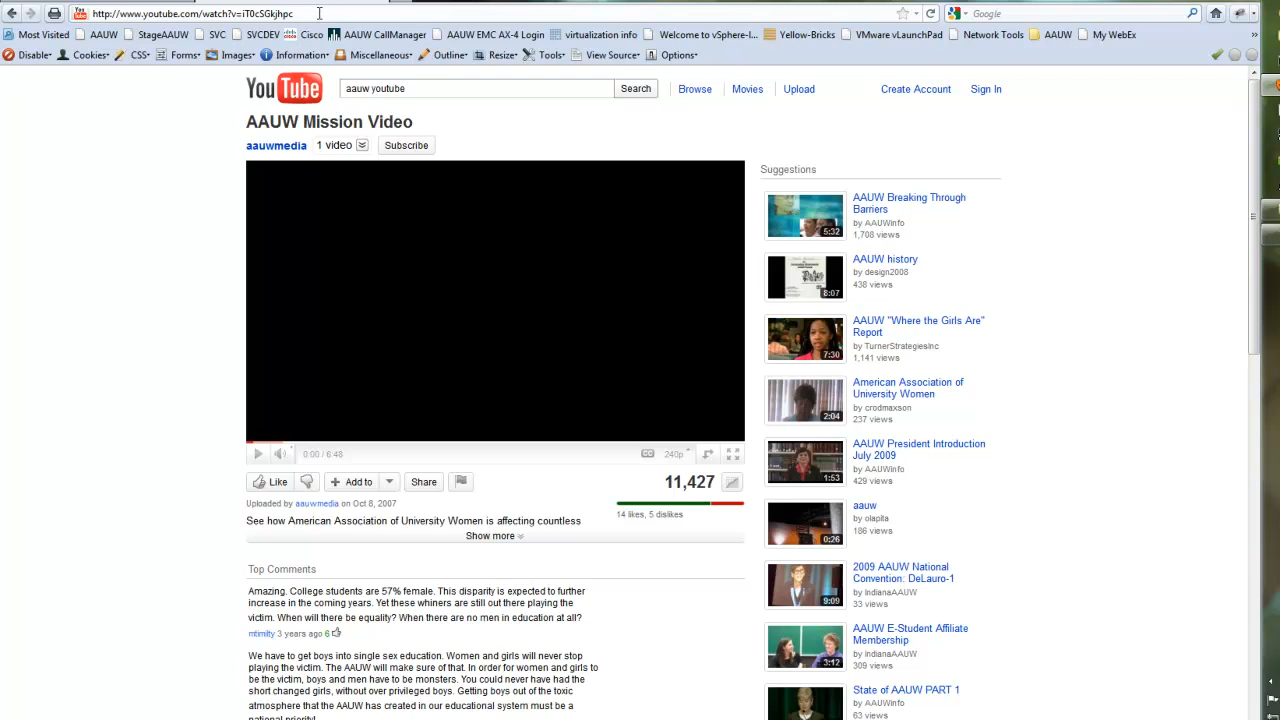 http://www.youtube.com/watch?v=iT0cSGkjhpc
Google
Most Visited AAUW StageAAUW SVC SVCDEV Cisco AAUW CallManager AAUW EMC AX-4 Login virtualization info Welcome to vSphere-I... Yellow-Bricks VMware vLaunchPad Network Tools AAUW My WebEx
Disable Cookies CSS Forms Images Information Miscellaneous Outline Resize Tools View Source Options
YouTube
aauw youtube
Search
Browse Movies Upload
Create Account Sign In
AAUW Mission Video
aauwmedia 1 video Subscribe
0:00 / 6:48
CC 240p
Like
Add to
Share
11,427
Uploaded by aauwmedia on Oct 8, 2007
14 likes, 5 dislikes
See how American Association of University Women is affecting countless
Show more
Top Comments
Amazing. College students are 57% female. This disparity is expected to further
increase in the coming years. Yet these whiners are still out there playing the
victim. When will there be equality? When there are no men in education at all?
3 years ago 6
We have to get boys into single sex education. Women and girls will never stop
playing the victim. The AAUW will make sure of that. In order for women and girls to
be the victim, boys and men have to be monsters. You could never have had the
short changed girls, without over privileged boys. Getting boys out of the toxic
atmosphere that the AAUW has created in our educational system must be a
national priority!
Suggestions
5:32
AAUW Breaking Through
Barriers
by AAUWinfo
1,708 views
8:07
AAUW history
by design2008
438 views
7:30
AAUW "Where the Girls Are"
Report
by TurnerStrategiesInc
1,141 views
2:04
American Association of
University Women
by crodmaxson
237 views
1:53
AAUW President Introduction
July 2009
by AAUWinfo
429 views
0:26
aauw
by olapita
186 views
9:09
2009 AAUW National
Convention: DeLauro-1
by IndianaAAUW
33 views
3:12
AAUW E-Student Affiliate
Membership
by IndianaAAUW
309 views
State of AAUW PART 1
by AAUWinfo
63 views